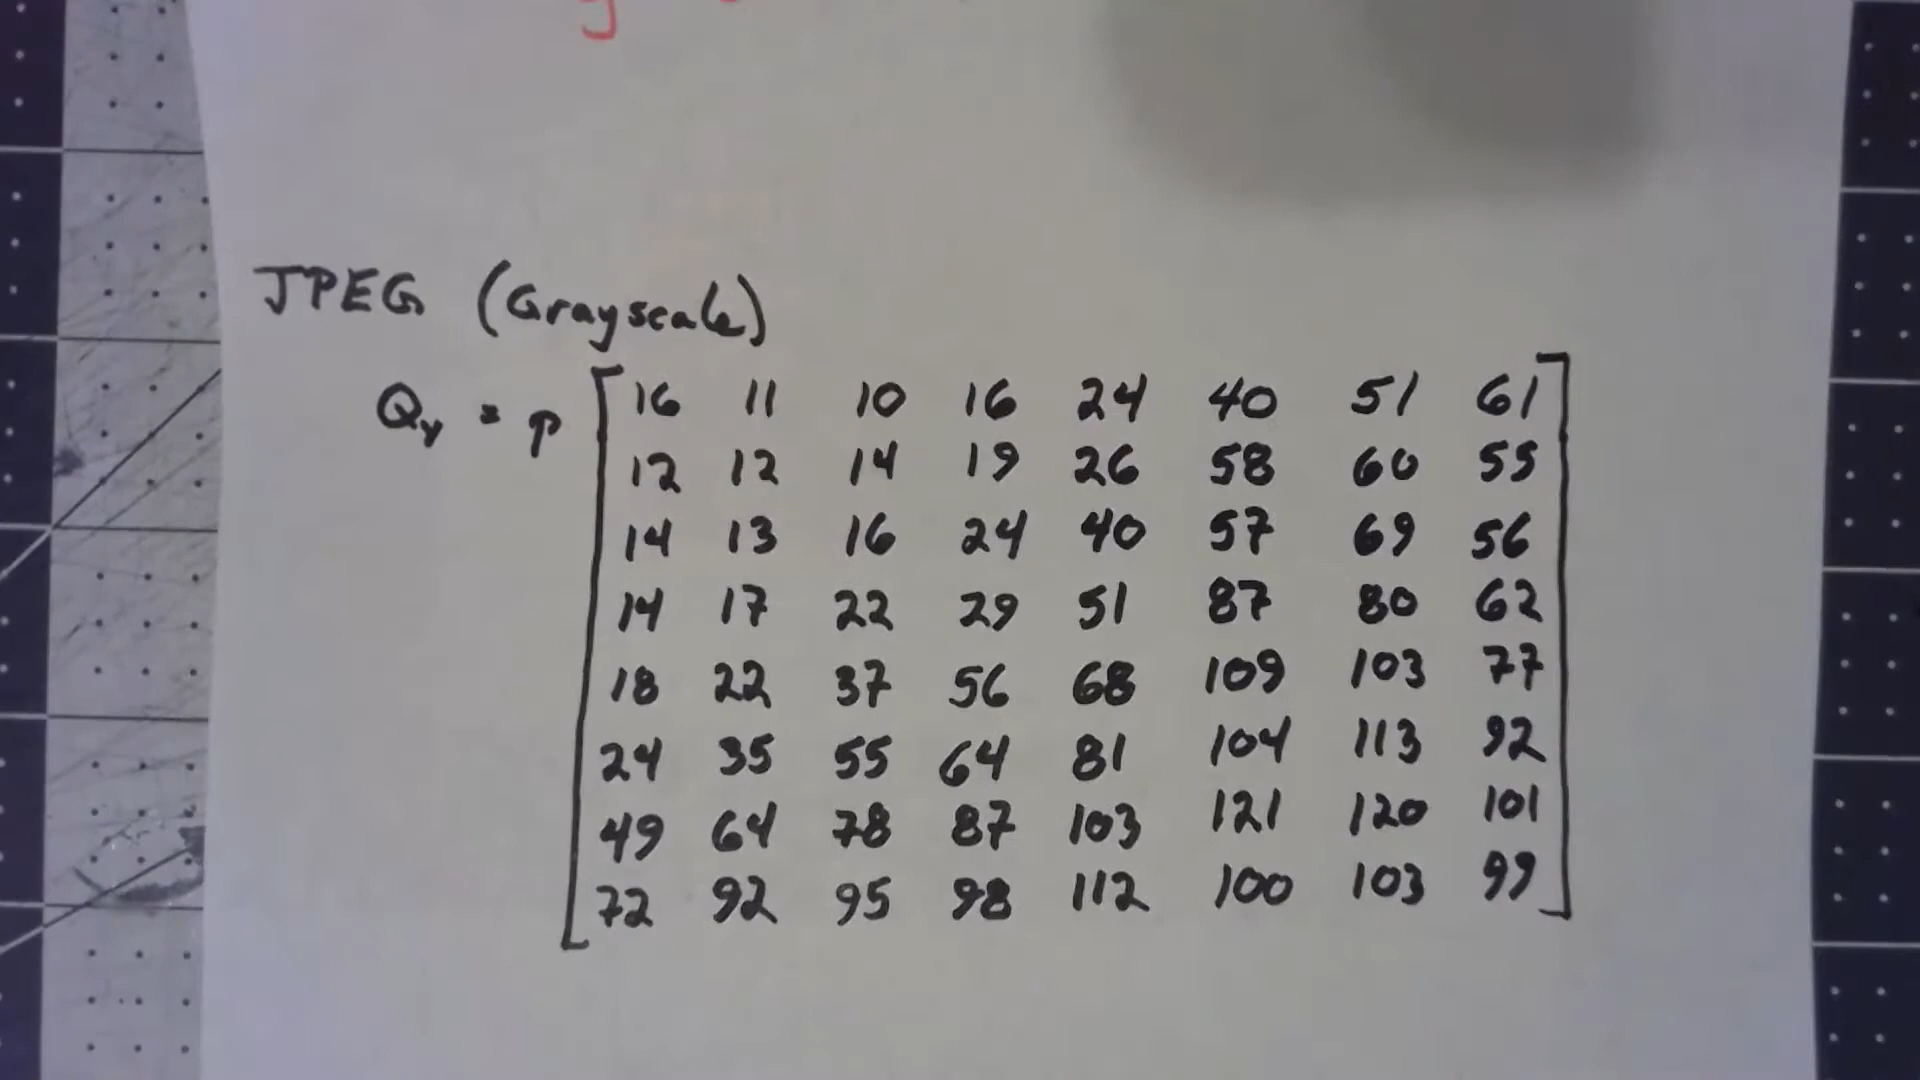 g
JPEG (Grayscale)
Qy = p [ 16 11 10 16 24 40 51 61
12 12 14 19 26 58 60 55
14 13 16 24 40 57 69 56
14 17 22 29 51 87 80 62
18 22 37 56 68 109 103 77
24 35 55 64 81 104 113 92
49 64 78 87 103 121 120 101
72 92 95 98 112 100 103 99 ]